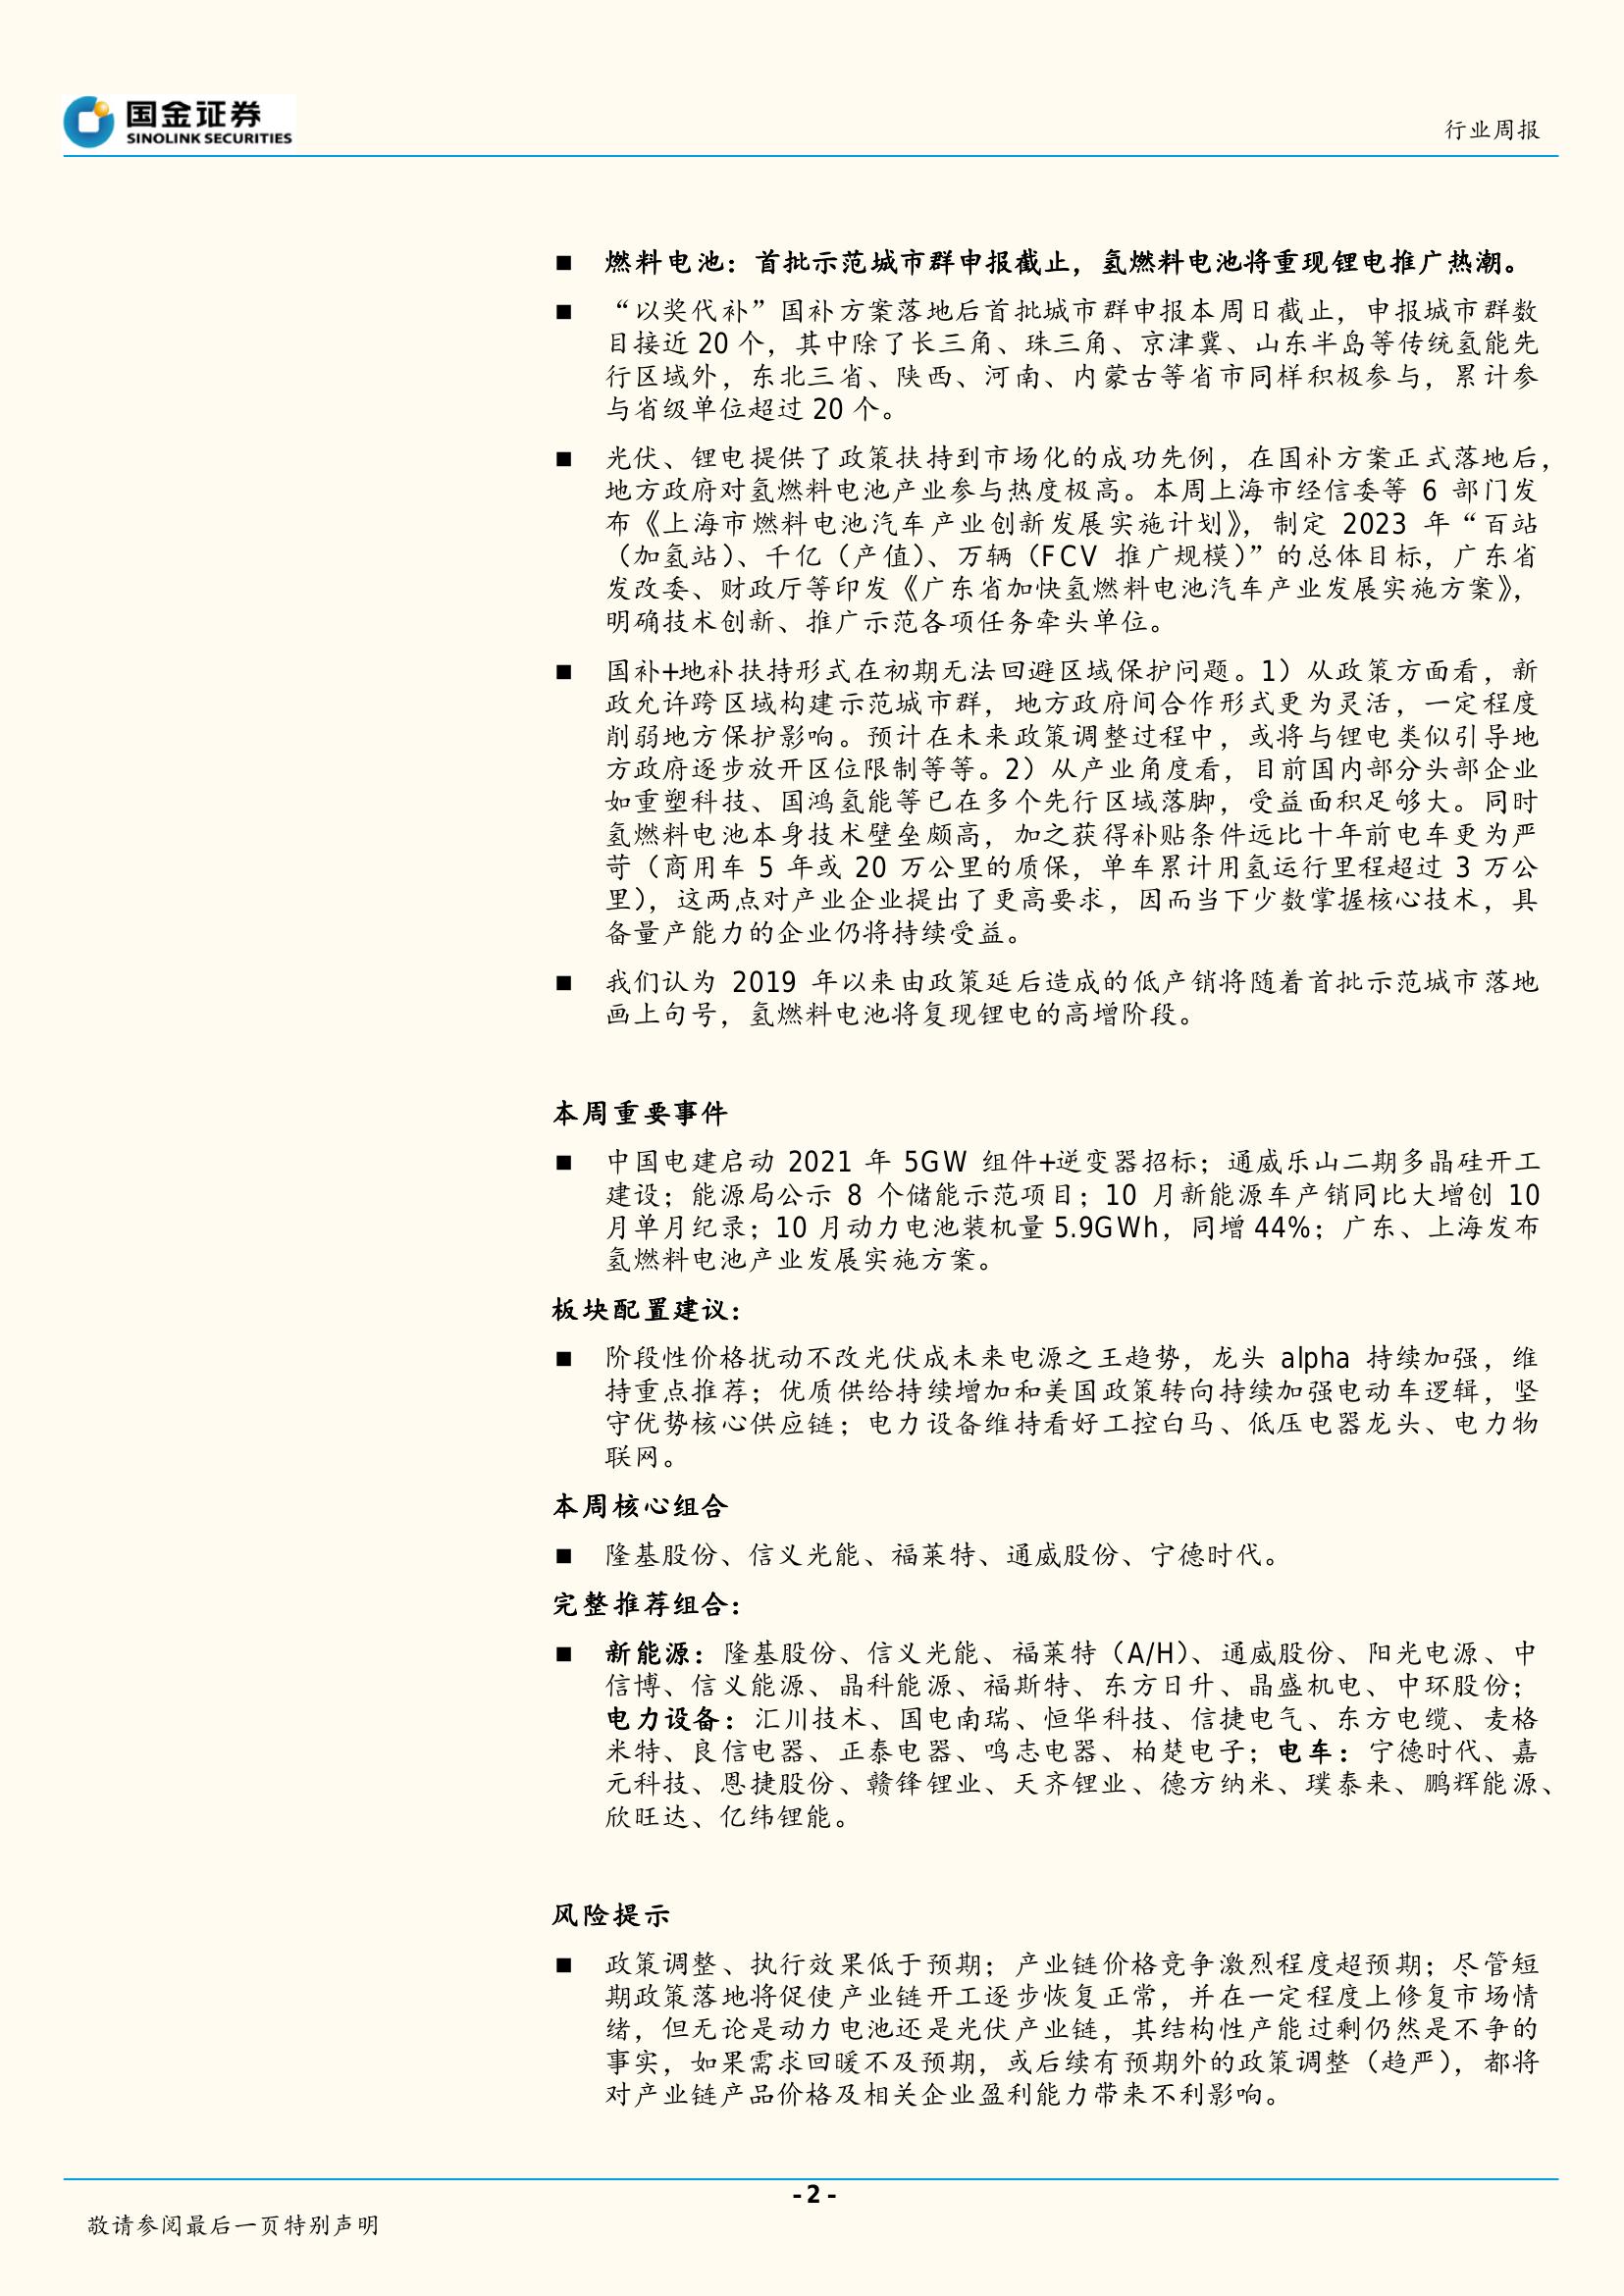 国金证券
SINOLINK SECURITIES
行业周报
■ 燃料电池：首批示范城市群申报截止，氢燃料电池将重现锂电推广热潮。
■ “以奖代补”国补方案落地后首批城市群申报本周日截止，申报城市群数
目接近 20 个，其中除了长三角、珠三角、京津冀、山东半岛等传统氢能先
行区域外，东北三省、陕西、河南、内蒙古等省市同样积极参与，累计参
与省级单位超过 20 个。
■ 光伏、锂电提供了政策扶持到市场化的成功先例，在国补方案正式落地后，
地方政府对氢燃料电池产业参与热度极高。本周上海市经信委等 6 部门发
布《上海市燃料电池汽车产业创新发展实施计划》，制定 2023 年“百站
（加氢站）、千亿（产值）、万辆（FCV 推广规模）”的总体目标，广东省
发改委、财政厅等印发《广东省加快氢燃料电池汽车产业发展实施方案》，
明确技术创新、推广示范各项任务牵头单位。
■ 国补+地补扶持形式在初期无法回避区域保护问题。1）从政策方面看，新
政允许跨区域构建示范城市群，地方政府间合作形式更为灵活，一定程度
削弱地方保护影响。预计在未来政策调整过程中，或将与锂电类似引导地
方政府逐步放开区位限制等等。2）从产业角度看，目前国内部分头部企业
如重塑科技、国鸿氢能等已在多个先行区域落脚，受益面积足够大。同时
氢燃料电池本身技术壁垒颇高，加之获得补贴条件远比十年前电车更为严
苛（商用车 5 年或 20 万公里的质保，单车累计用氢运行里程超过 3 万公
里），这两点对产业企业提出了更高要求，因而当下少数掌握核心技术，具
备量产能力的企业仍将持续受益。
■ 我们认为 2019 年以来由政策延后造成的低产销将随着首批示范城市落地
画上句号，氢燃料电池将复现锂电的高增阶段。
本周重要事件
■ 中国电建启动 2021 年 5GW 组件+逆变器招标；通威乐山二期多晶硅开工
建设；能源局公示 8 个储能示范项目；10 月新能源车产销同比大增创 10
月单月纪录；10 月动力电池装机量 5.9GWh，同增 44%；广东、上海发布
氢燃料电池产业发展实施方案。
板块配置建议：
■ 阶段性价格扰动不改光伏成未来电源之王趋势，龙头 alpha 持续加强，维
持重点推荐；优质供给持续增加和美国政策转向持续加强电动车逻辑，坚
守优势核心供应链；电力设备维持看好工控白马、低压电器龙头、电力物
联网。
本周核心组合
■ 隆基股份、信义光能、福莱特、通威股份、宁德时代。
完整推荐组合：
■ 新能源：隆基股份、信义光能、福莱特（A/H）、通威股份、阳光电源、中
信博、信义能源、晶科能源、福斯特、东方日升、晶盛机电、中环股份；
电力设备：汇川技术、国电南瑞、恒华科技、信捷电气、东方电缆、麦格
米特、良信电器、正泰电器、鸣志电器、柏楚电子；电车：宁德时代、嘉
元科技、恩捷股份、赣锋锂业、天齐锂业、德方纳米、璞泰来、鹏辉能源、
欣旺达、亿纬锂能。
风险提示
■ 政策调整、执行效果低于预期；产业链价格竞争激烈程度超预期；尽管短
期政策落地将促使产业链开工逐步恢复正常，并在一定程度上修复市场情
绪，但无论是动力电池还是光伏产业链，其结构性产能过剩仍然是不争的
事实，如果需求回暖不及预期，或后续有预期外的政策调整（趋严），都将
对产业链产品价格及相关企业盈利能力带来不利影响。
- 2 -
敬请参阅最后一页特别声明